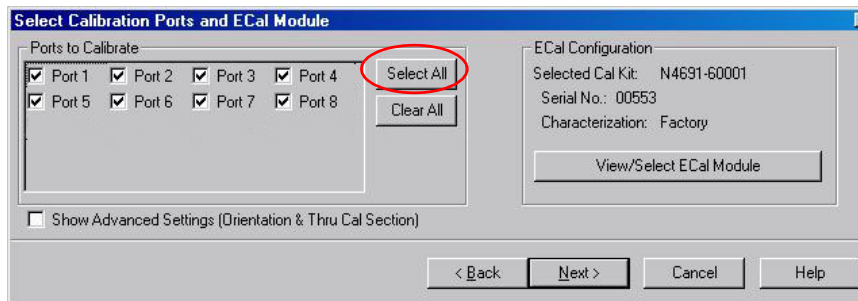 Select Calibration Ports and ECal Module
Ports to Calibrate
Port 1 Port 2 Port 3 Port 4
Port 5 Port 6 Port 7 Port 8
Select All
Clear All
ECal Configuration
Selected Cal Kit: N4691-60001
Serial No.: 00553
Characterization: Factory
View/Select ECal Module
Show Advanced Settings (Orientation & Thru Cal Section)
< Back
Next >
Cancel
Help